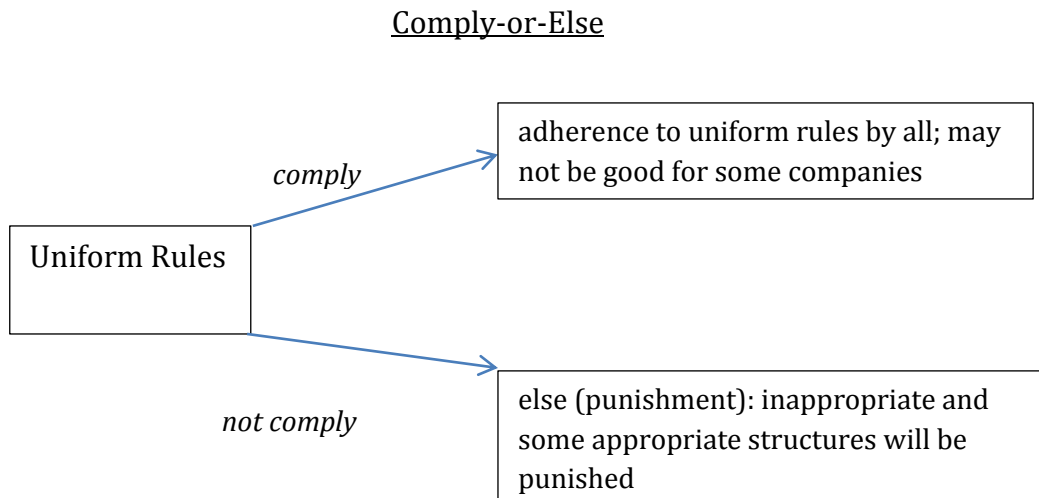 Comply-or-Else
adherence to uniform rules by all; may
not be good for some companies
comply
Uniform Rules
else (punishment): inappropriate and
some appropriate structures will be
punished
not comply